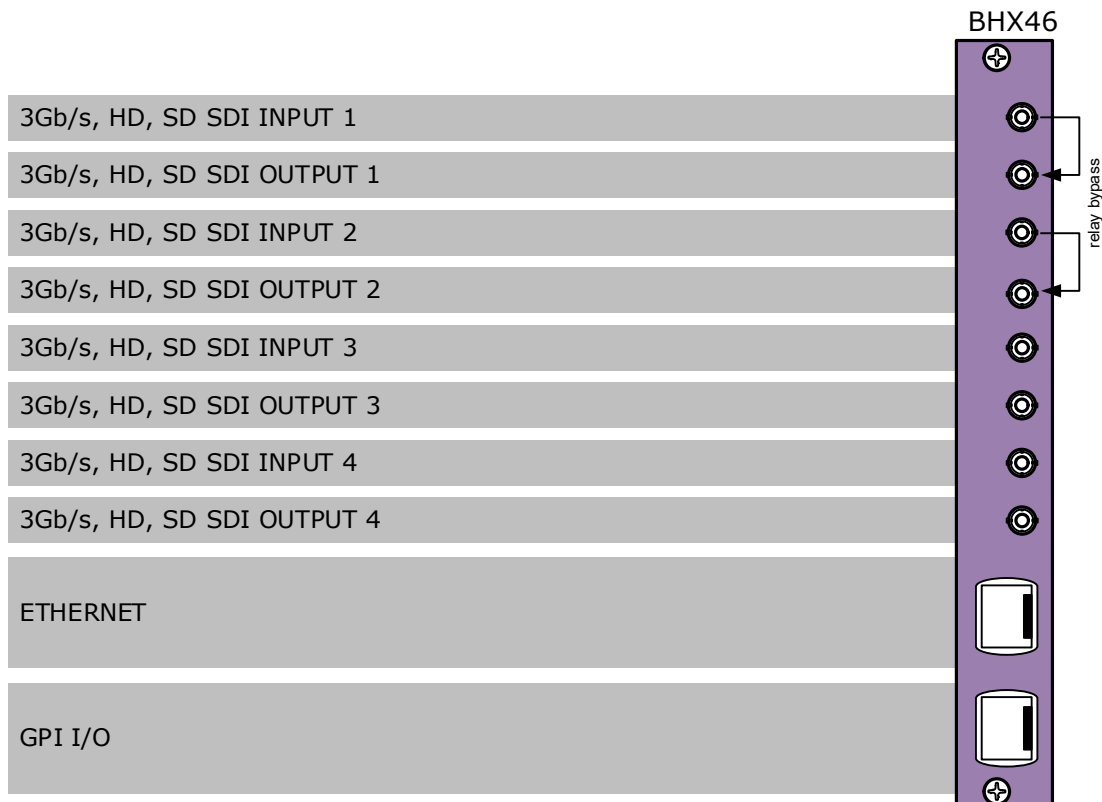 BHX46
3Gb/s, HD, SD SDI INPUT 1
3Gb/s, HD, SD SDI OUTPUT 1
relay bypass
3Gb/s, HD, SD SDI INPUT 2
3Gb/s, HD, SD SDI OUTPUT 2
3Gb/s, HD, SD SDI INPUT 3
3Gb/s, HD, SD SDI OUTPUT 3
3Gb/s, HD, SD SDI INPUT 4
3Gb/s, HD, SD SDI OUTPUT 4
ETHERNET
GPI I/O